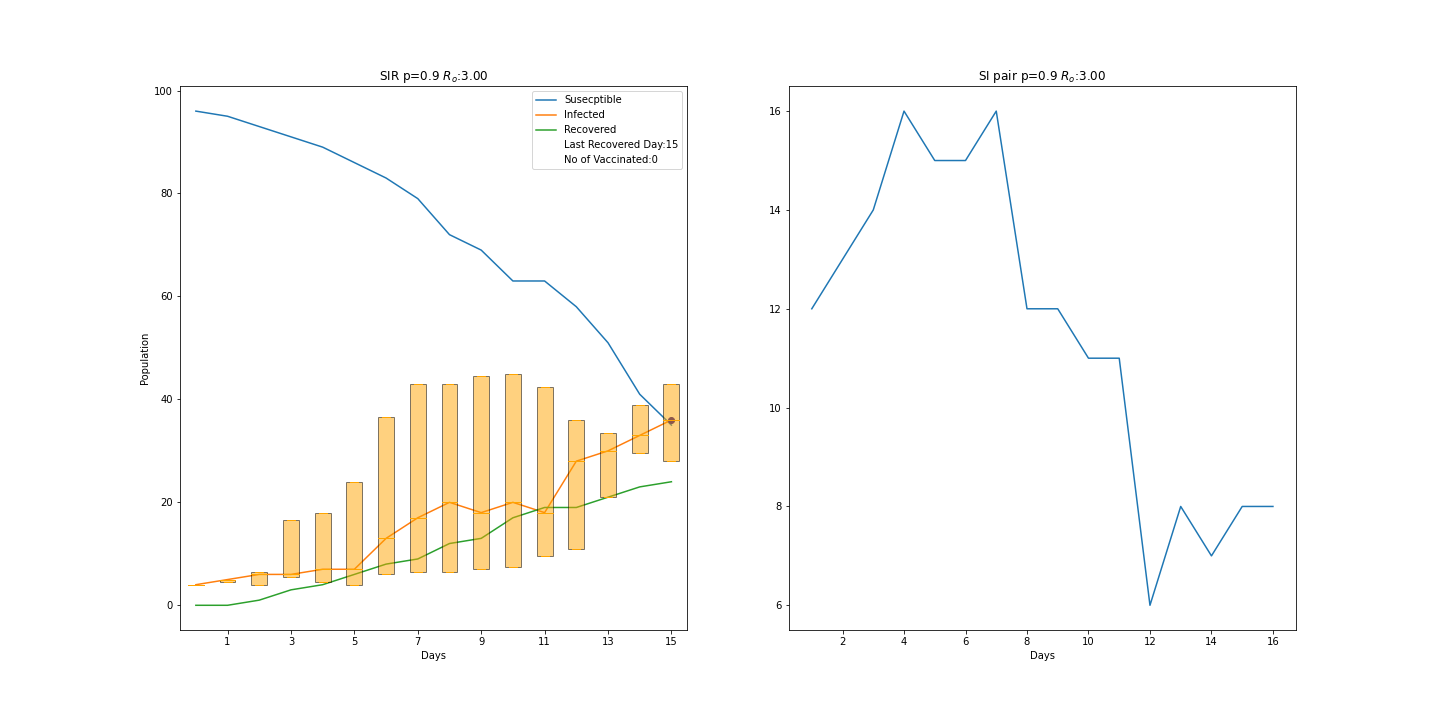 SIR p=0.9 Rₒ:3.00
Susecptible
Infected
Recovered
Last Recovered Day:15
No of Vaccinated:0
100
80
60
40
20
0
Population
1 3 5 7 9 11 13 15
Days
SI pair p=0.9 Rₒ:3.00
16
14
12
10
8
6
2 4 6 8 10 12 14 16
Days